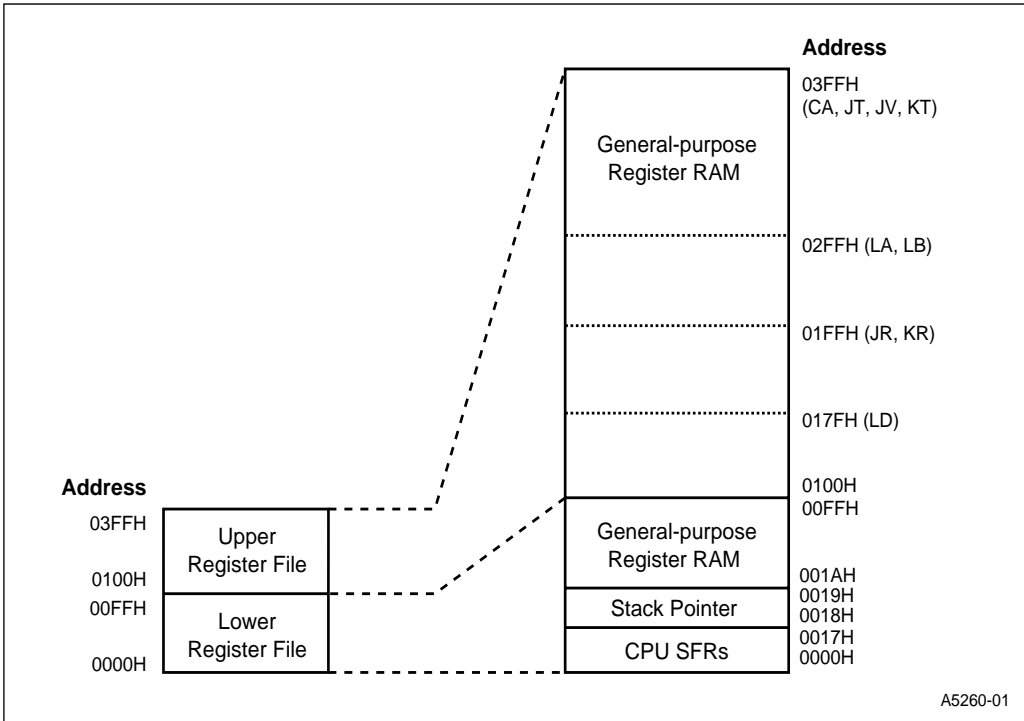 Address
03FFH
(CA, JT, JV, KT)
General-purpose
Register RAM
02FFH (LA, LB)
01FFH (JR, KR)
017FH (LD)
0100H
00FFH
General-purpose
Register RAM
001AH
0019H
Stack Pointer
0018H
0017H
CPU SFRs
0000H
Address
03FFH
Upper
Register File
0100H
00FFH
Lower
Register File
0000H
A5260-01